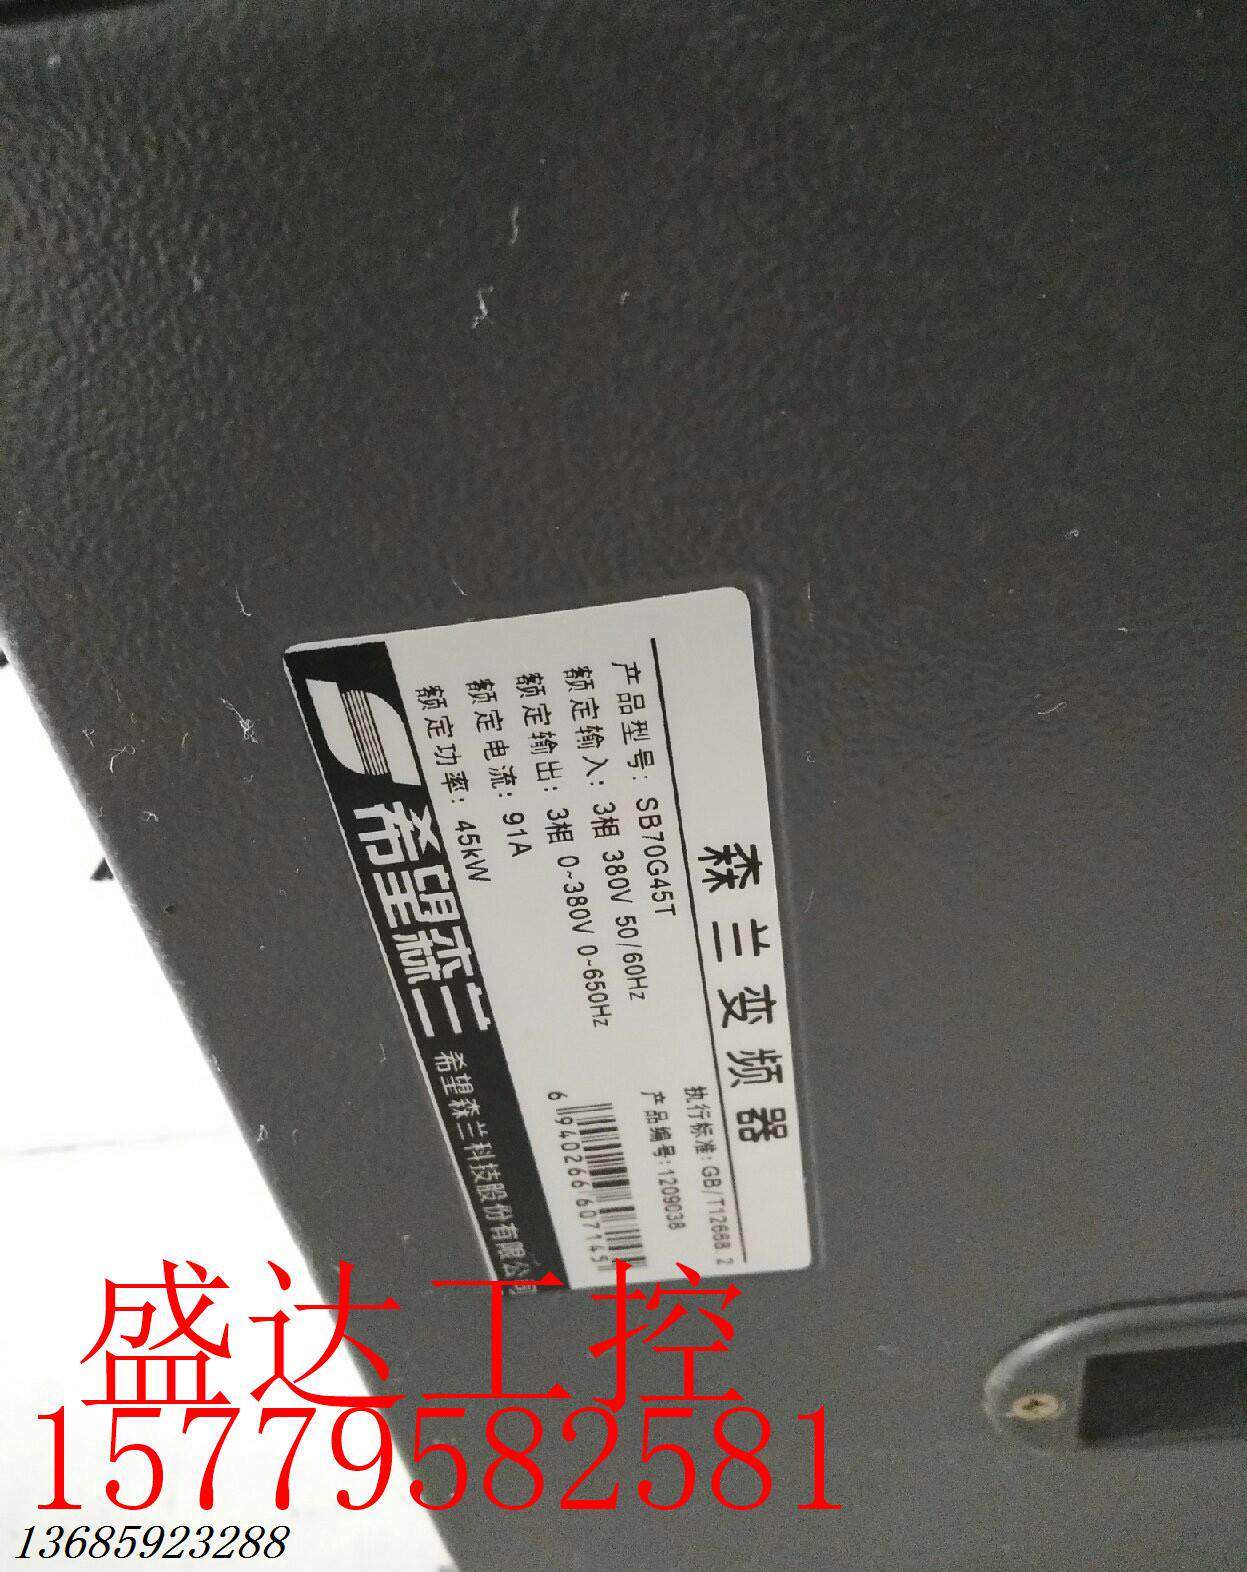 森兰变频器
产品型号: SB70G45T
额定输入: 3相 380V 50/60Hz
额定输出: 3相 0~380V 0~650Hz
额定电流: 91A
额定功率: 45kW
执行标准: GB/T12668.2
产品编号:1209038
6940266607145
希望森兰
希望森兰科技股份有限公司
盛达工控
15779582581
13685923288